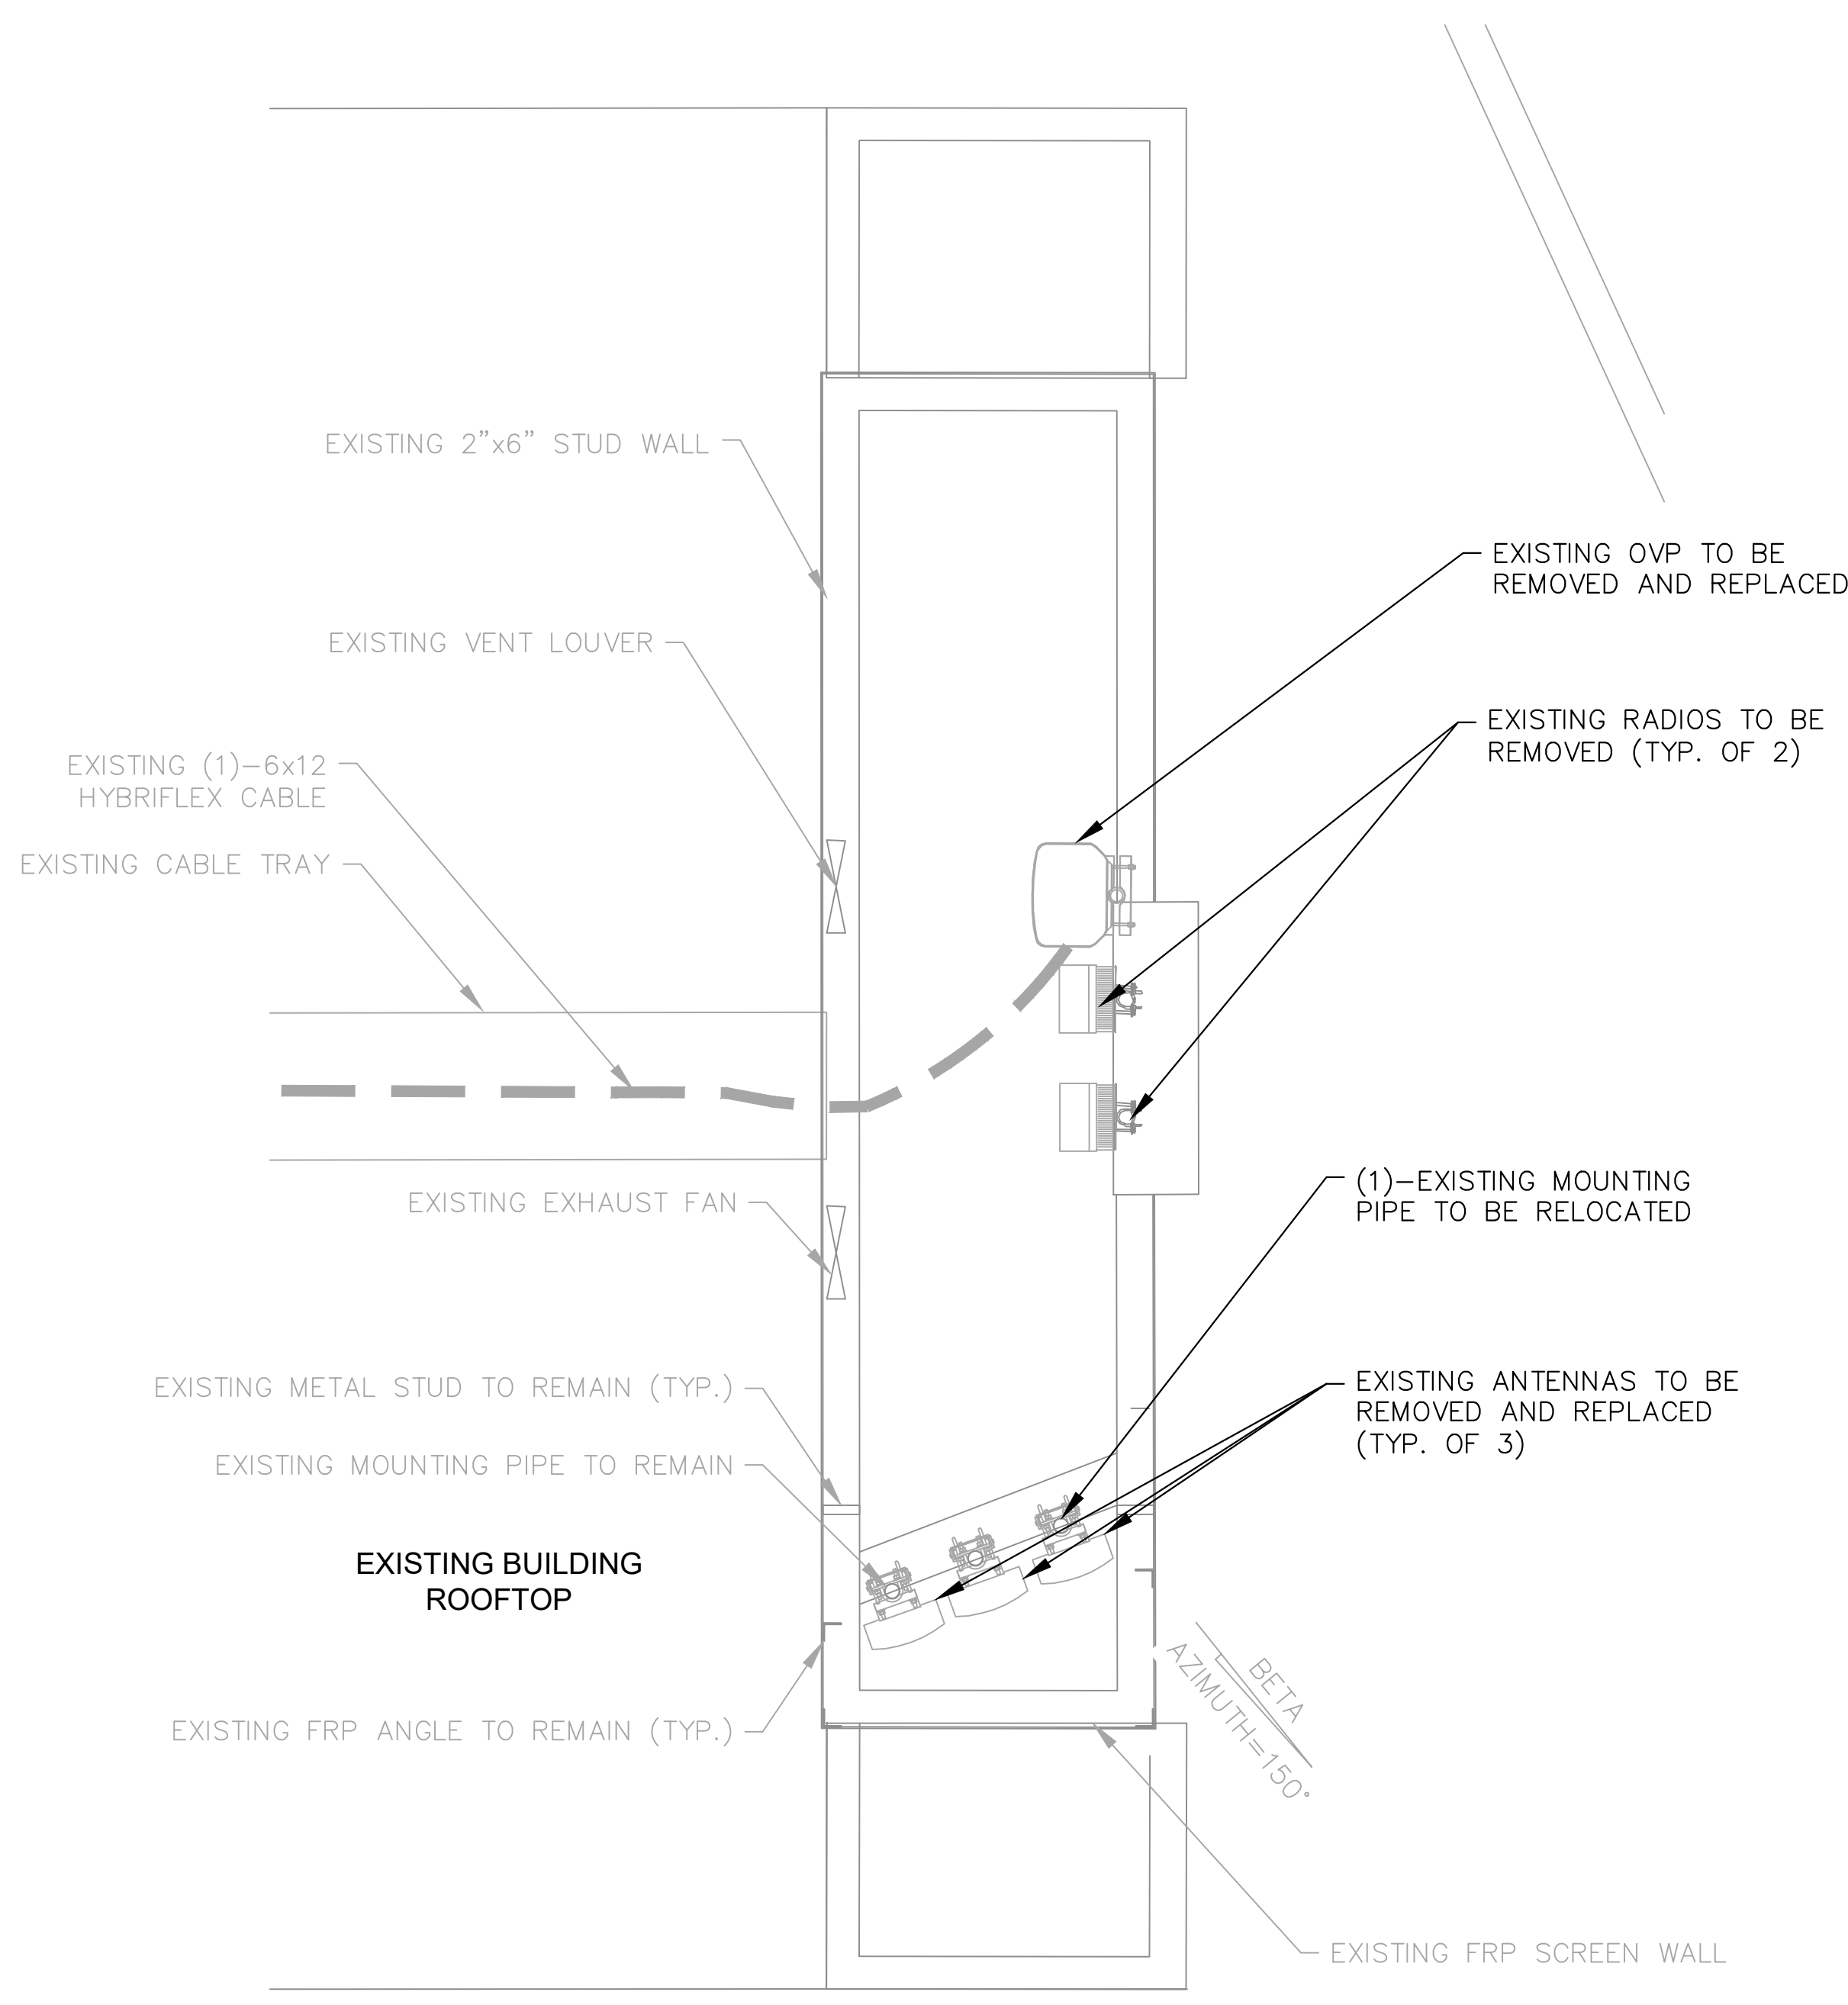 EXISTING 2"x6" STUD WALL
EXISTING OVP TO BE
REMOVED AND REPLACED
EXISTING VENT LOUVER
EXISTING RADIOS TO BE
REMOVED (TYP. OF 2)
EXISTING (1)-6x12
HYBRIFLEX CABLE
EXISTING CABLE TRAY
(1)-EXISTING MOUNTING
PIPE TO BE RELOCATED
EXISTING EXHAUST FAN
EXISTING METAL STUD TO REMAIN (TYP.)
EXISTING ANTENNAS TO BE
REMOVED AND REPLACED
(TYP. OF 3)
EXISTING MOUNTING PIPE TO REMAIN
EXISTING BUILDING
ROOFTOP
BETA
AZIMUTH=150°
EXISTING FRP ANGLE TO REMAIN (TYP.)
EXISTING FRP SCREEN WALL